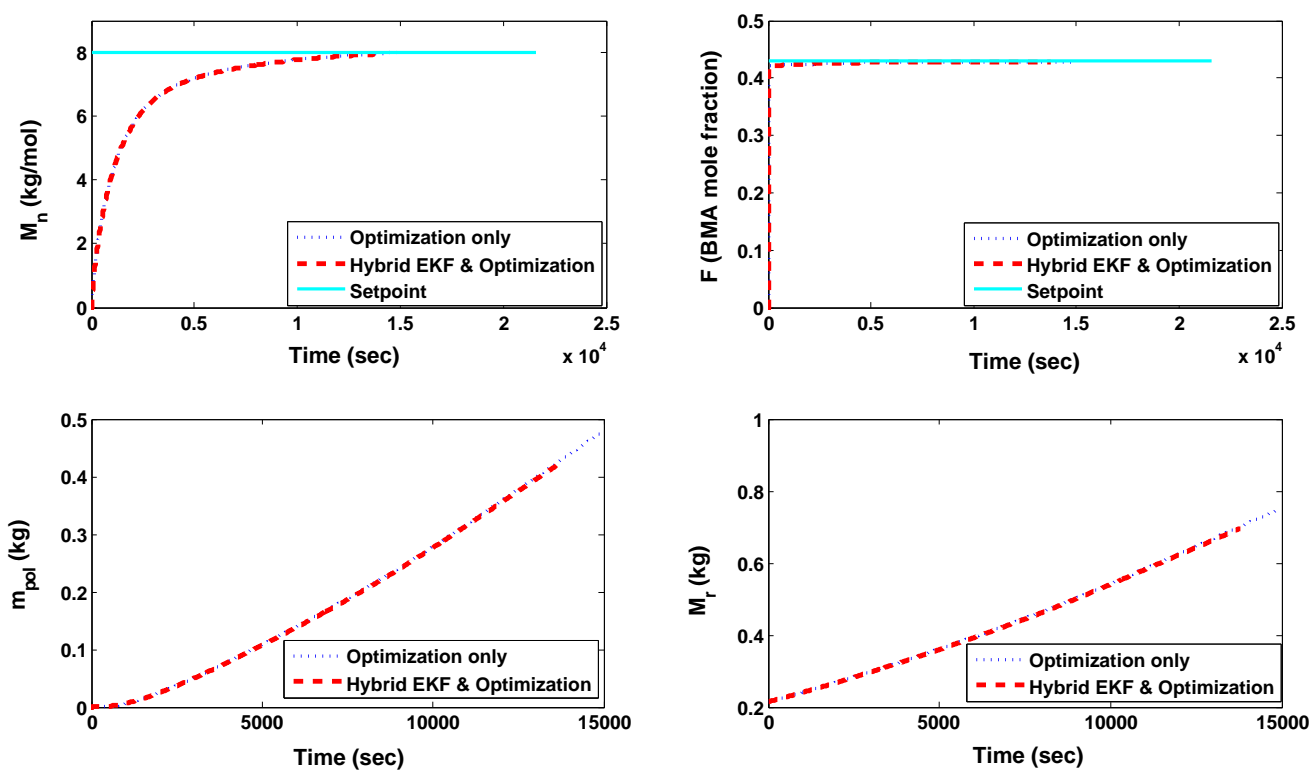 10
8
6
4
2
0
M_n (kg/mol)
Optimization only
Hybrid EKF & Optimization
Setpoint
0 0.5 1 1.5 2 2.5
x 10^4
Time (sec)
0.5
0.4
0.3
0.2
0.1
0
F (BMA mole fraction)
Optimization only
Hybrid EKF & Optimization
Setpoint
0 0.5 1 1.5 2 2.5
x 10^4
Time (sec)
0.5
0.4
0.3
0.2
0.1
0
m_pol (kg)
Optimization only
Hybrid EKF & Optimization
0 5000 10000 15000
Time (sec)
1
0.8
0.6
0.4
0.2
M_r (kg)
Optimization only
Hybrid EKF & Optimization
0 5000 10000 15000
Time (sec)